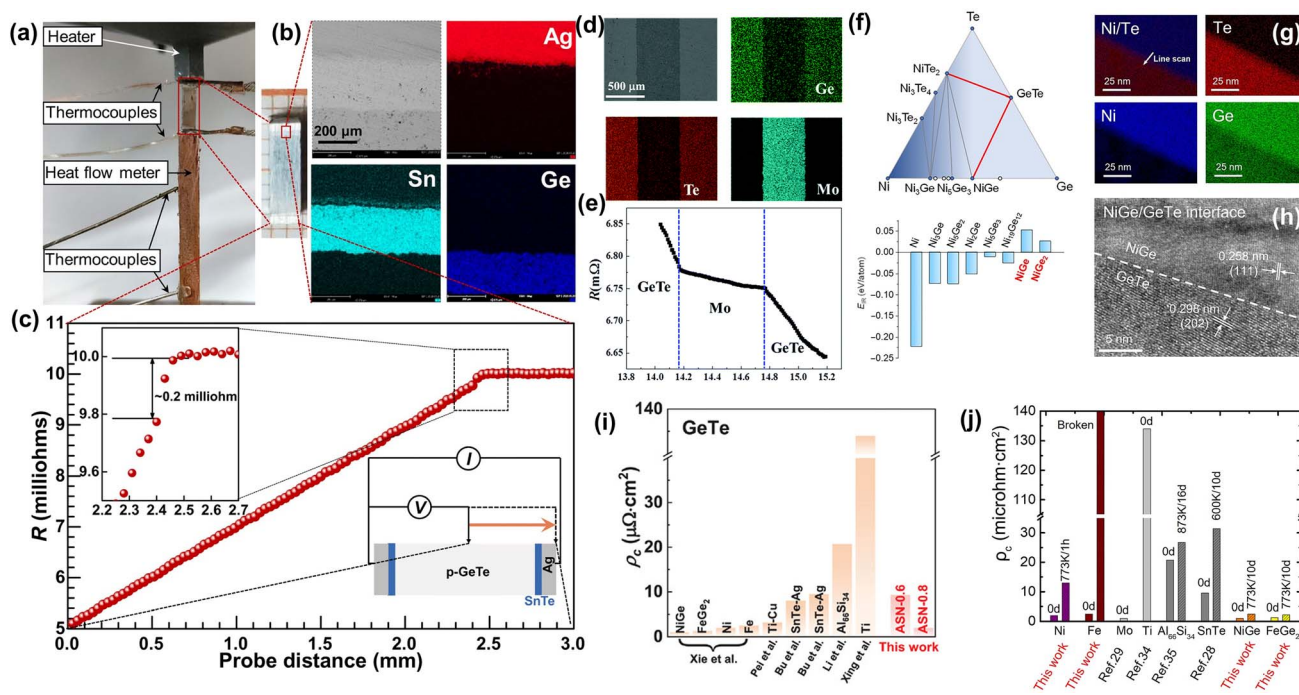 (a)
Heater
Thermocouples
Heat flow meter
Thermocouples
(b)
Ag
200 μm
Sn
Ge
(c)
R (milliohms)
11
10
9
8
7
6
5
0.0 0.5 1.0 1.5 2.0 2.5 3.0
Probe distance (mm)
10.0
9.8
9.6
~0.2 milliohm
2.2 2.3 2.4 2.5 2.6 2.7
I
V
p-GeTe
Ag
SnTe
(d)
500 μm
Ge
Te
Mo
(e)
R(mΩ)
6.85
6.80
6.75
6.70
6.65
GeTe
Mo
GeTe
13.8 14.0 14.2 14.4 14.6 14.8 15.0 15.2
(f)
Te
NiTe2
Ni3Te4
Ni3Te2
GeTe
Ni
Ni3Ge
Ni5Ge3
NiGe
Ge
ER (eV/atom)
0.05
0.00
-0.05
-0.10
-0.15
-0.20
-0.25
Ni
Ni3Ge
Ni5Ge2
Ni2Ge
Ni5Ge3
Ni19Ge12
NiGe
NiGe2
(g)
Ni/Te
Line scan
25 nm
Te
25 nm
Ni
25 nm
Ge
25 nm
(h)
NiGe/GeTe interface
NiGe
GeTe
0.258 nm
(111)
0.296 nm
(202)
5 nm
(i)
GeTe
ρc (μΩ·cm²)
140
30
20
10
0
NiGe
FeGe2
Ni
Fe
Xie et al.
Ti-Cu
Pei et al.
SnTe-Ag
Bu et al.
SnTe-Ag
Bu et al.
Al66Si34
Li et al.
Ti
Xing et al.
ASN-0.6
ASN-0.8
This work
(j)
ρc (microhm·cm²)
140
130
120
110
100
50
40
30
20
10
0
Broken
0d
773K/1h
0d
0d
0d
0d
873K/16d
0d
600K/10d
0d
773K/10d
0d
773K/10d
Ni
Fe
Mo
Ti
Al66Si34
SnTe
NiGe
FeGe2
This work
This work
Ref.29
Ref.34
Ref.35
Ref.28
This work
This work